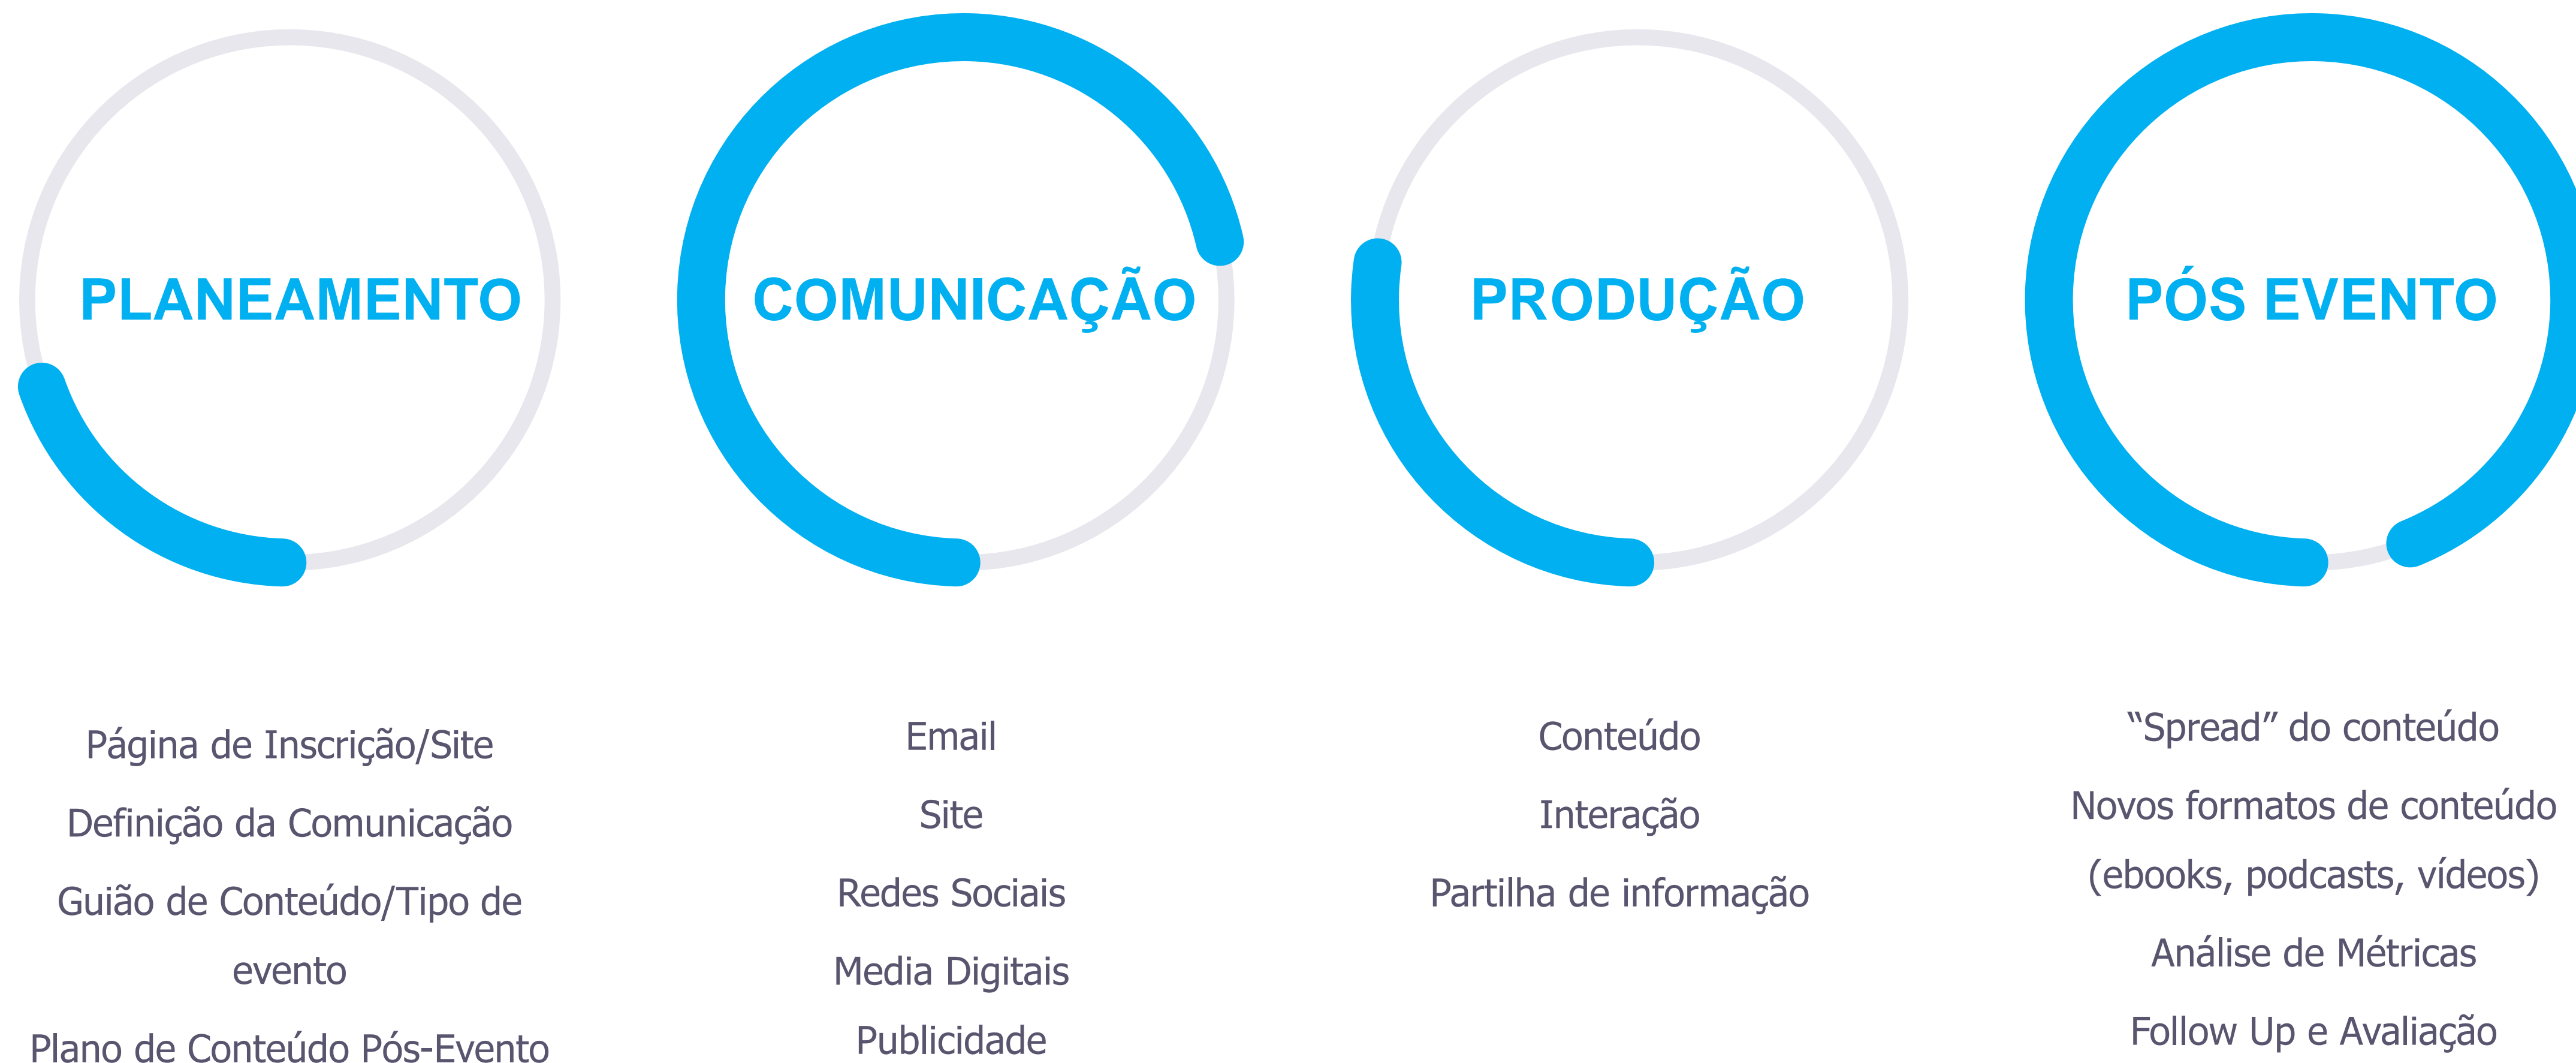 PLANEAMENTO
COMUNICAÇÃO
PRODUÇÃO
PÓS EVENTO
Página de Inscrição/Site
Definição da Comunicação
Guião de Conteúdo/Tipo de
evento
Plano de Conteúdo Pós-Evento
Email
Site
Redes Sociais
Media Digitais
Publicidade
Conteúdo
Interação
Partilha de informação
“Spread” do conteúdo
Novos formatos de conteúdo
(ebooks, podcasts, vídeos)
Análise de Métricas
Follow Up e Avaliação